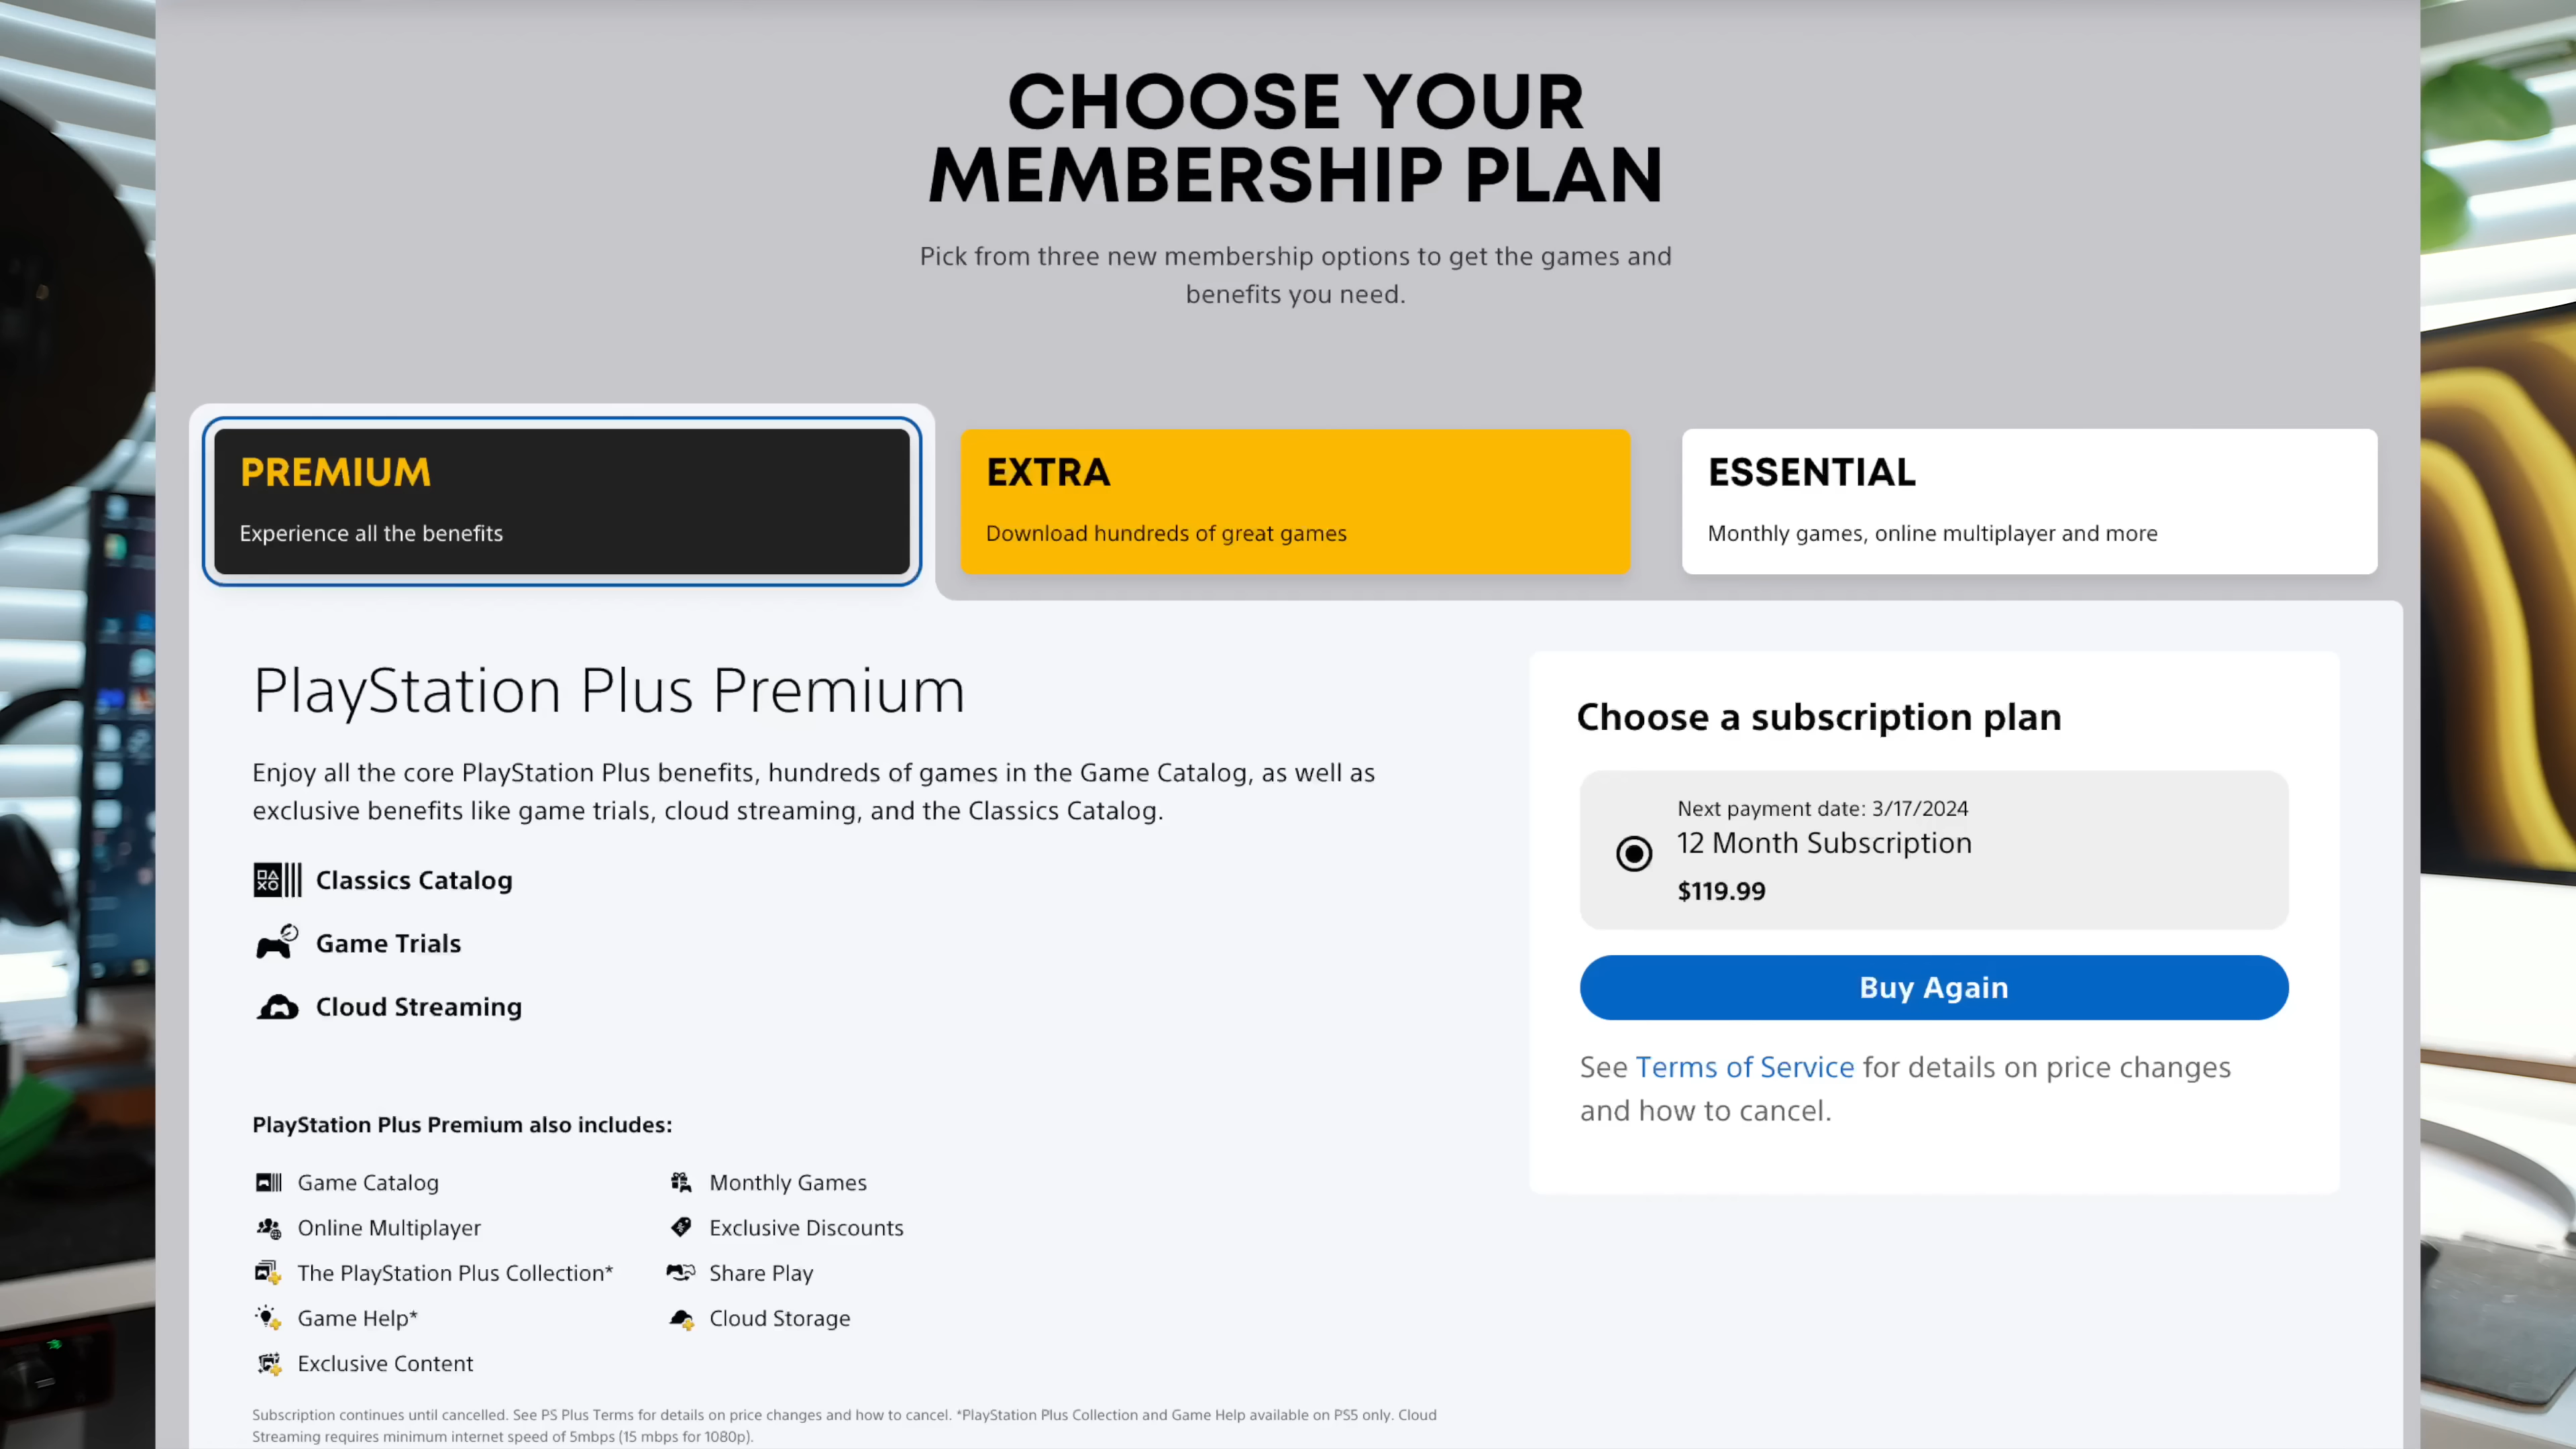 CHOOSE YOUR
MEMBERSHIP PLAN
Pick from three new membership options to get the games and
benefits you need.
PREMIUM
Experience all the benefits
EXTRA
Download hundreds of great games
ESSENTIAL
Monthly games, online multiplayer and more
PlayStation Plus Premium
Enjoy all the core PlayStation Plus benefits, hundreds of games in the Game Catalog, as well as
exclusive benefits like game trials, cloud streaming, and the Classics Catalog.
Classics Catalog
Game Trials
Cloud Streaming
PlayStation Plus Premium also includes:
Game Catalog
Online Multiplayer
The PlayStation Plus Collection*
Game Help*
Exclusive Content
Monthly Games
Exclusive Discounts
Share Play
Cloud Storage
Subscription continues until cancelled. See PS Plus Terms for details on price changes and how to cancel. *PlayStation Plus Collection and Game Help available on PS5 only. Cloud
Streaming requires minimum internet speed of 5mbps (15 mbps for 1080p).
Choose a subscription plan
Next payment date: 3/17/2024
12 Month Subscription
$119.99
Buy Again
See Terms of Service for details on price changes
and how to cancel.